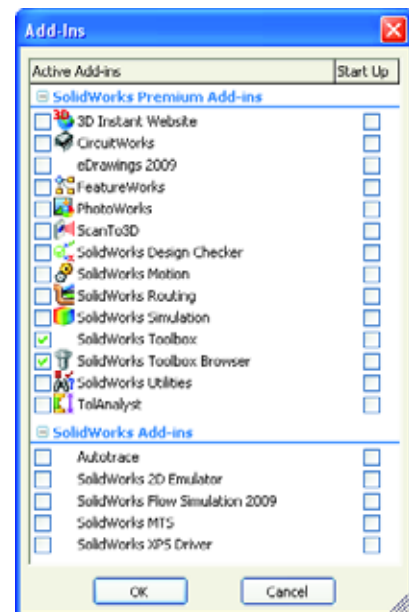 Add-Ins
Active Add-ins Start Up
SolidWorks Premium Add-ins
3D Instant Website
CircuitWorks
eDrawings 2009
FeatureWorks
PhotoWorks
ScanTo3D
SolidWorks Design Checker
SolidWorks Motion
SolidWorks Routing
SolidWorks Simulation
SolidWorks Toolbox
SolidWorks Toolbox Browser
SolidWorks Utilities
TolAnalyst
SolidWorks Add-ins
Autotrace
SolidWorks 2D Emulator
SolidWorks Flow Simulation 2009
SolidWorks MTS
SolidWorks XPS Driver
OK Cancel